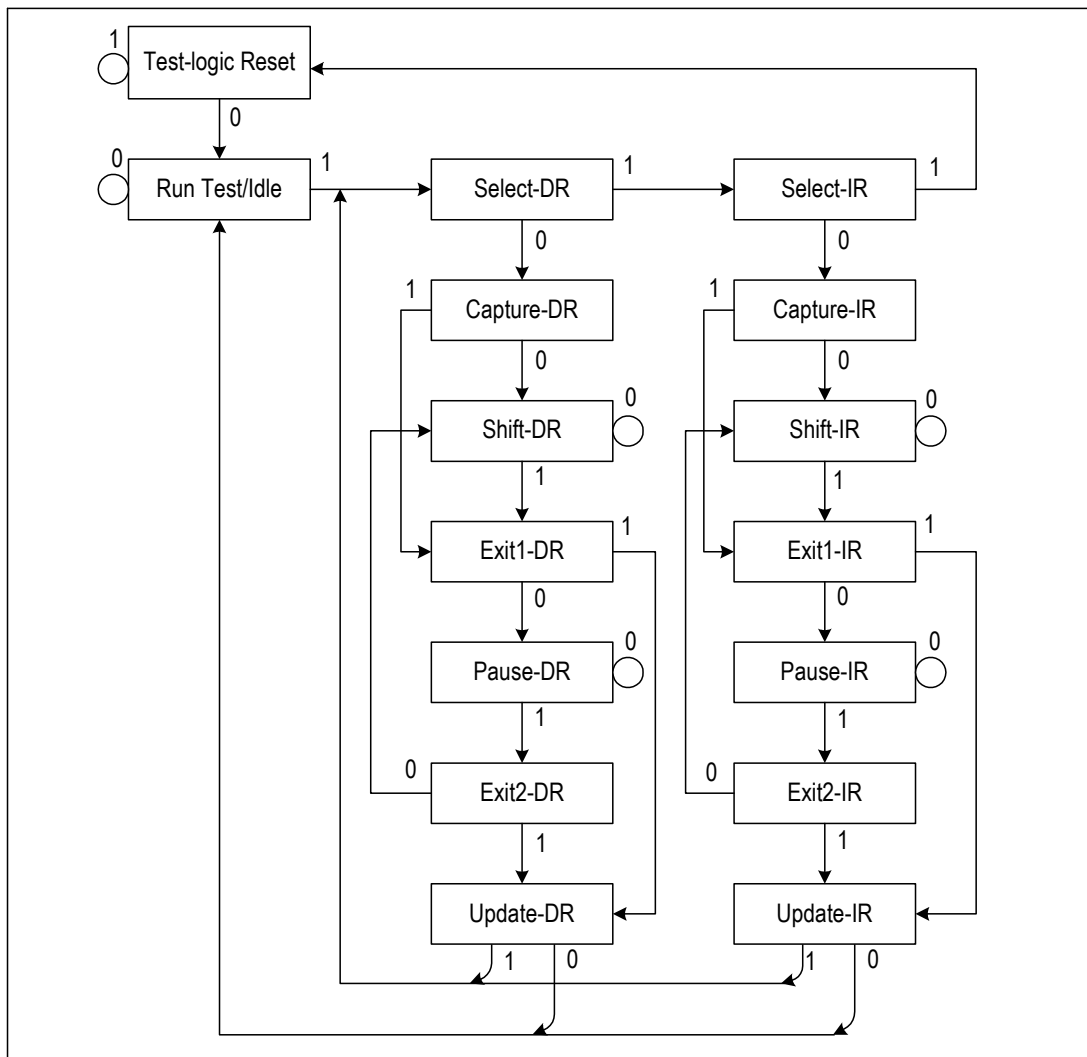 1
Test-logic Reset
0
0
Run Test/Idle
1
Select-DR
1
Select-IR
1
0
0
1
Capture-DR
1
Capture-IR
0
0
Shift-DR
0
Shift-IR
0
1
1
Exit1-DR
1
Exit1-IR
1
0
0
Pause-DR
0
Pause-IR
0
1
1
0
Exit2-DR
0
Exit2-IR
1
1
Update-DR
Update-IR
1
0
1
0